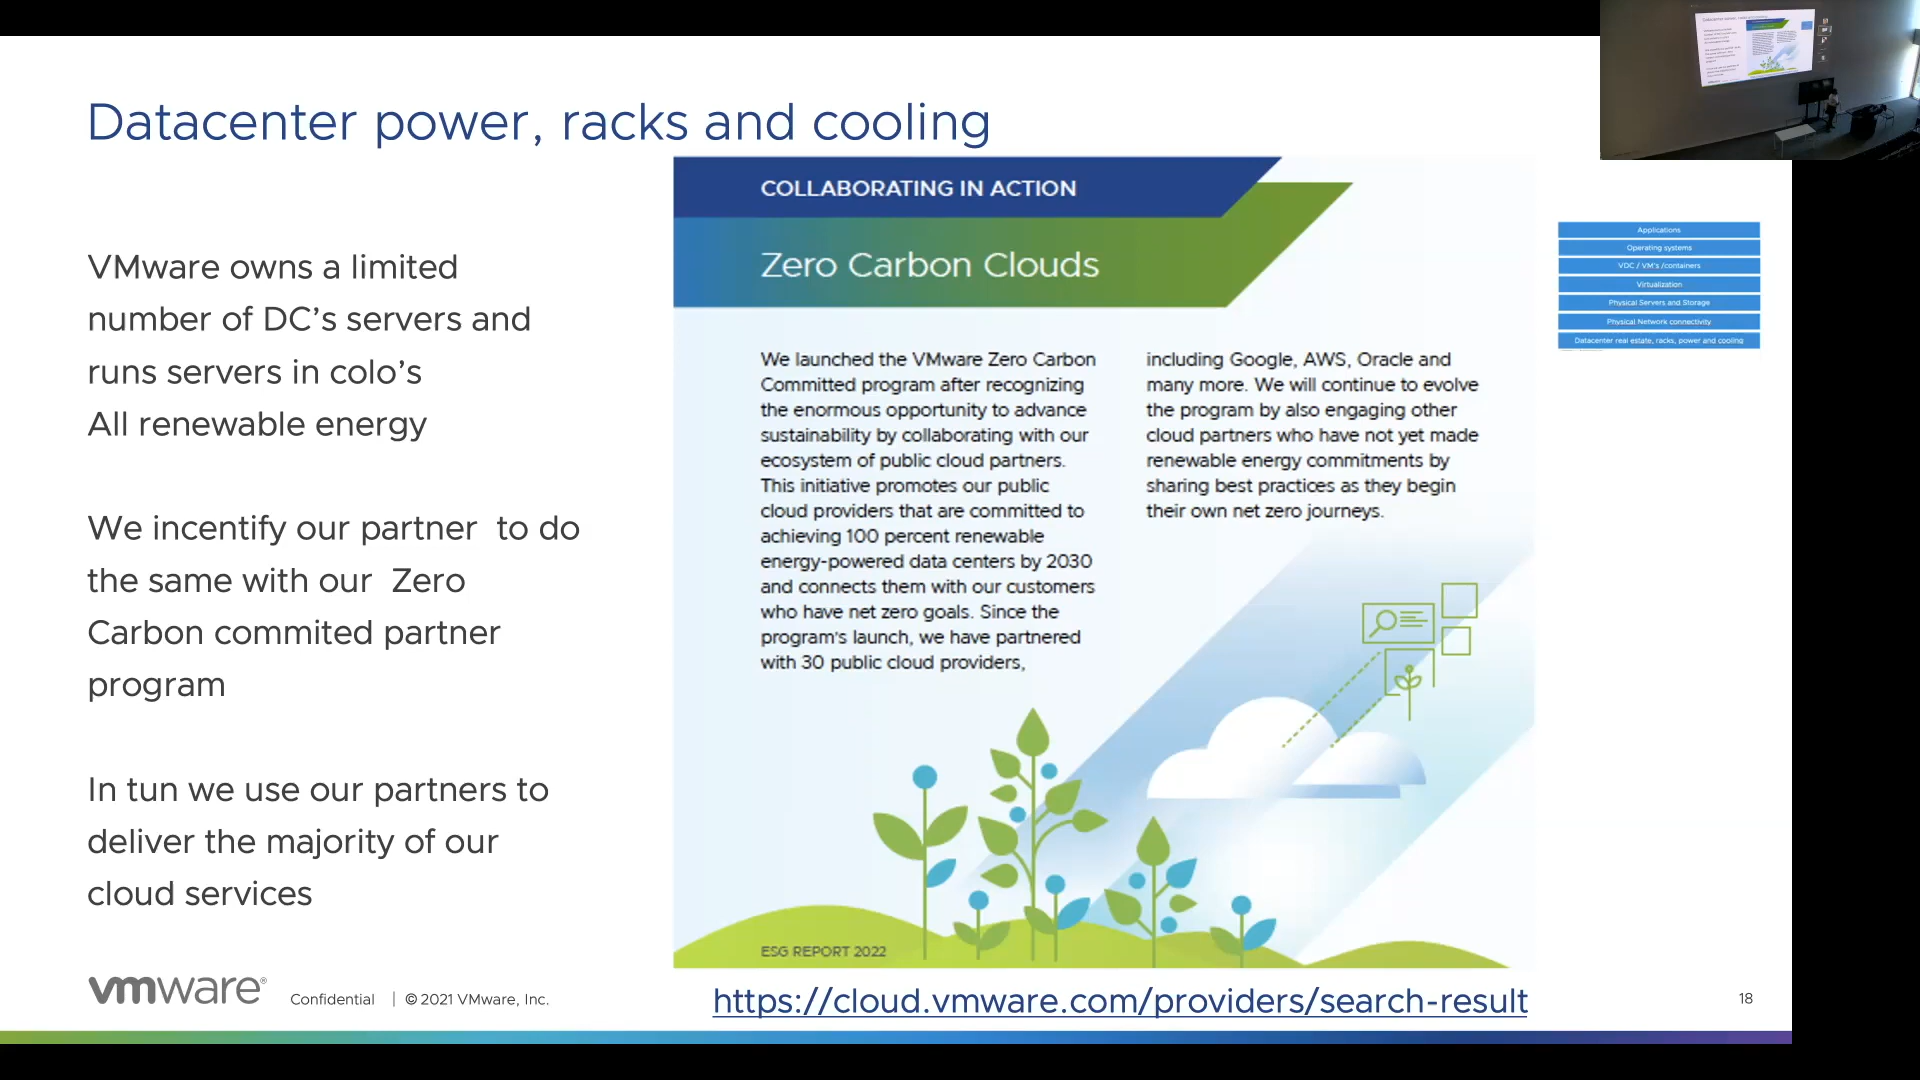 Datacenter power, racks and cooling
VMware owns a limited
number of DC’s servers and
runs servers in colo’s
All renewable energy
We incentify our partner  to do
the same with our  Zero
Carbon commited partner
program
In tun we use our partners to
deliver the majority of our
cloud services
COLLABORATING IN ACTION
Zero Carbon Clouds
We launched the VMware Zero Carbon
Committed program after recognizing
the enormous opportunity to advance
sustainability by collaborating with our
ecosystem of public cloud partners.
This initiative promotes our public
cloud providers that are committed to
achieving 100 percent renewable
energy-powered data centers by 2030
and connects them with our customers
who have net zero goals. Since the
program's launch, we have partnered
with 30 public cloud providers,
including Google, AWS, Oracle and
many more. We will continue to evolve
the program by also engaging other
cloud partners who have not yet made
renewable energy commitments by
sharing best practices as they begin
their own net zero journeys.
ESG REPORT 2022
Applications
Operating systems
VDC / VM's /containers
Virtualization
Physical Servers and Storage
Physical Network connectivity
Datacenter real estate, racks, power and cooling
vmware® Confidential | © 2021 VMware, Inc.
https://cloud.vmware.com/providers/search-result
18